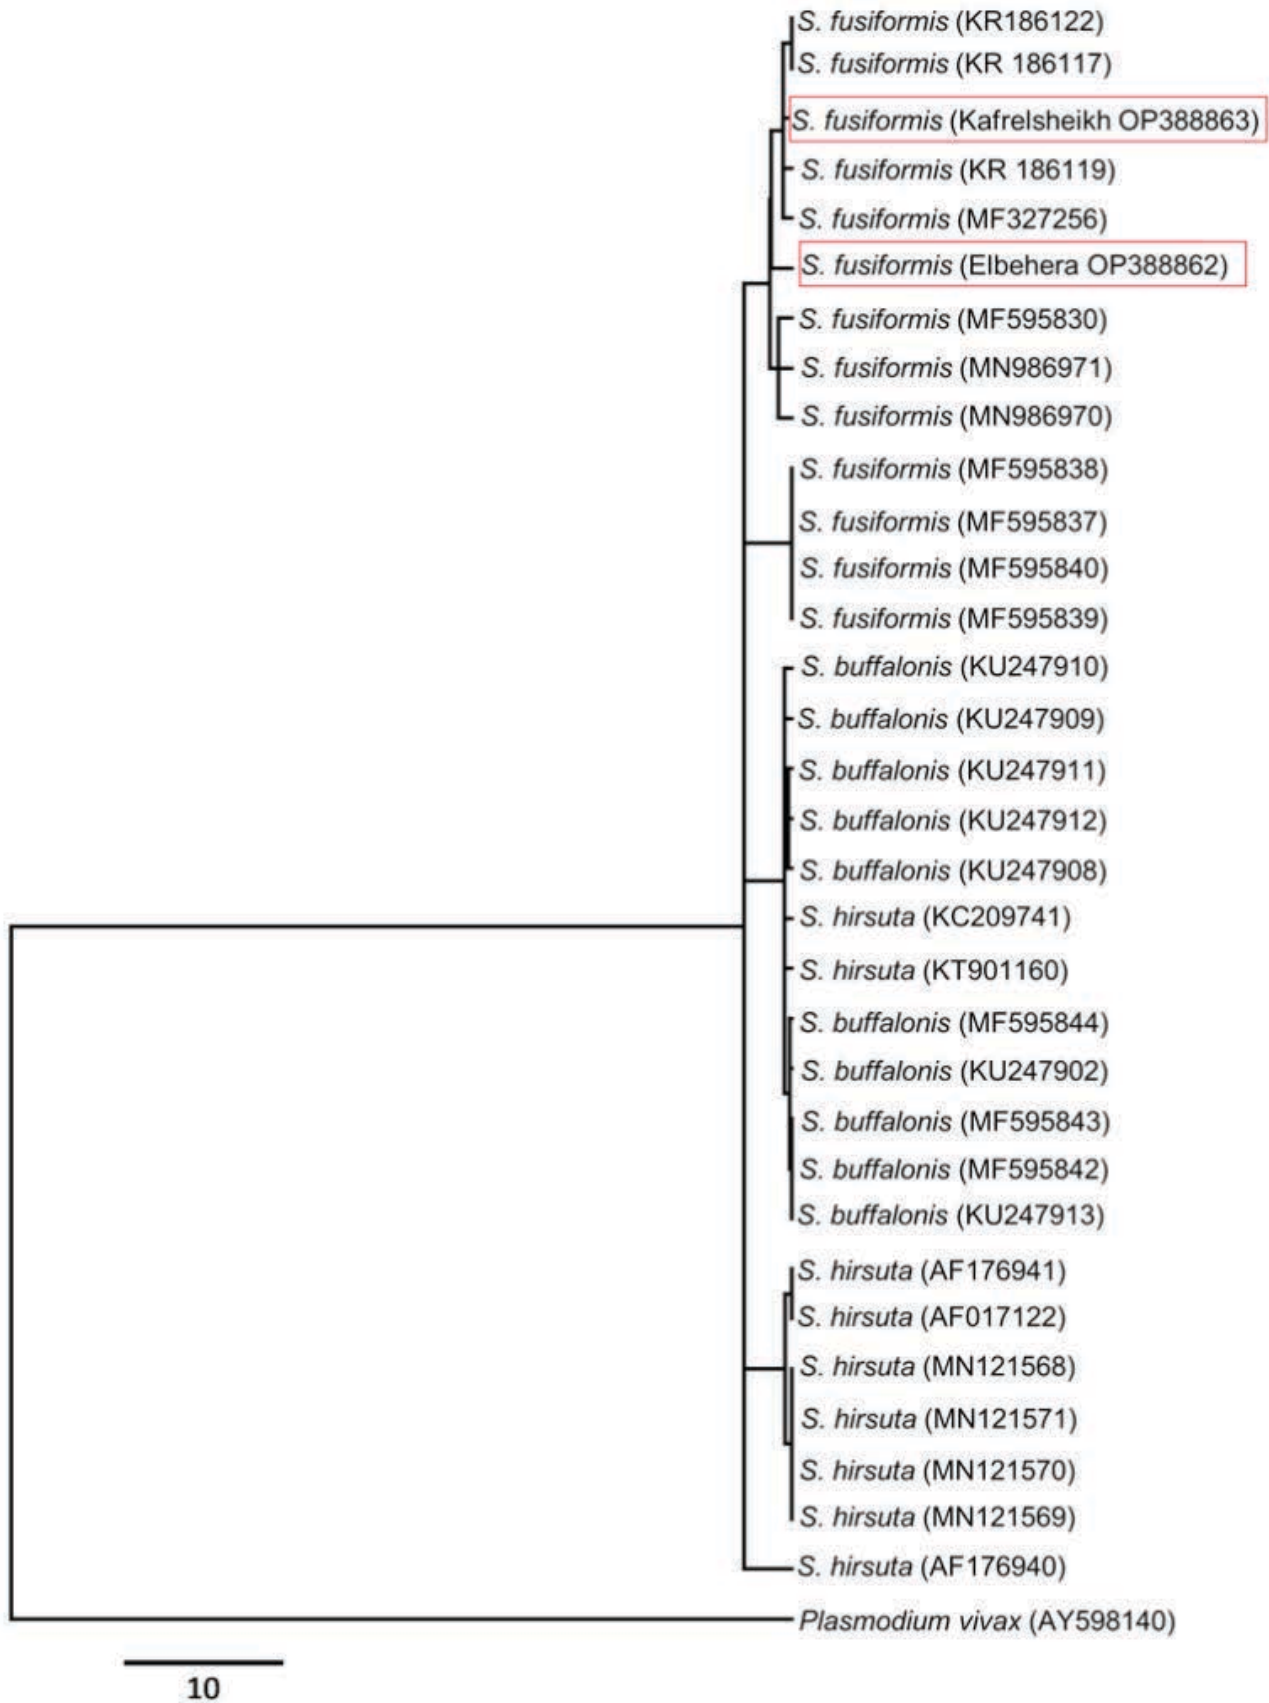 S. fusiformis (KR186122)
S. fusiformis (KR 186117)
S. fusiformis (Kafrelsheikh OP388863)
S. fusiformis (KR 186119)
S. fusiformis (MF327256)
S. fusiformis (Elbehera OP388862)
S. fusiformis (MF595830)
S. fusiformis (MN986971)
S. fusiformis (MN986970)
S. fusiformis (MF595838)
S. fusiformis (MF595837)
S. fusiformis (MF595840)
S. fusiformis (MF595839)
S. buffalonis (KU247910)
S. buffalonis (KU247909)
S. buffalonis (KU247911)
S. buffalonis (KU247912)
S. buffalonis (KU247908)
S. hirsuta (KC209741)
S. hirsuta (KT901160)
S. buffalonis (MF595844)
S. buffalonis (KU247902)
S. buffalonis (MF595843)
S. buffalonis (MF595842)
S. buffalonis (KU247913)
S. hirsuta (AF176941)
S. hirsuta (AF017122)
S. hirsuta (MN121568)
S. hirsuta (MN121571)
S. hirsuta (MN121570)
S. hirsuta (MN121569)
S. hirsuta (AF176940)
Plasmodium vivax (AY598140)
10